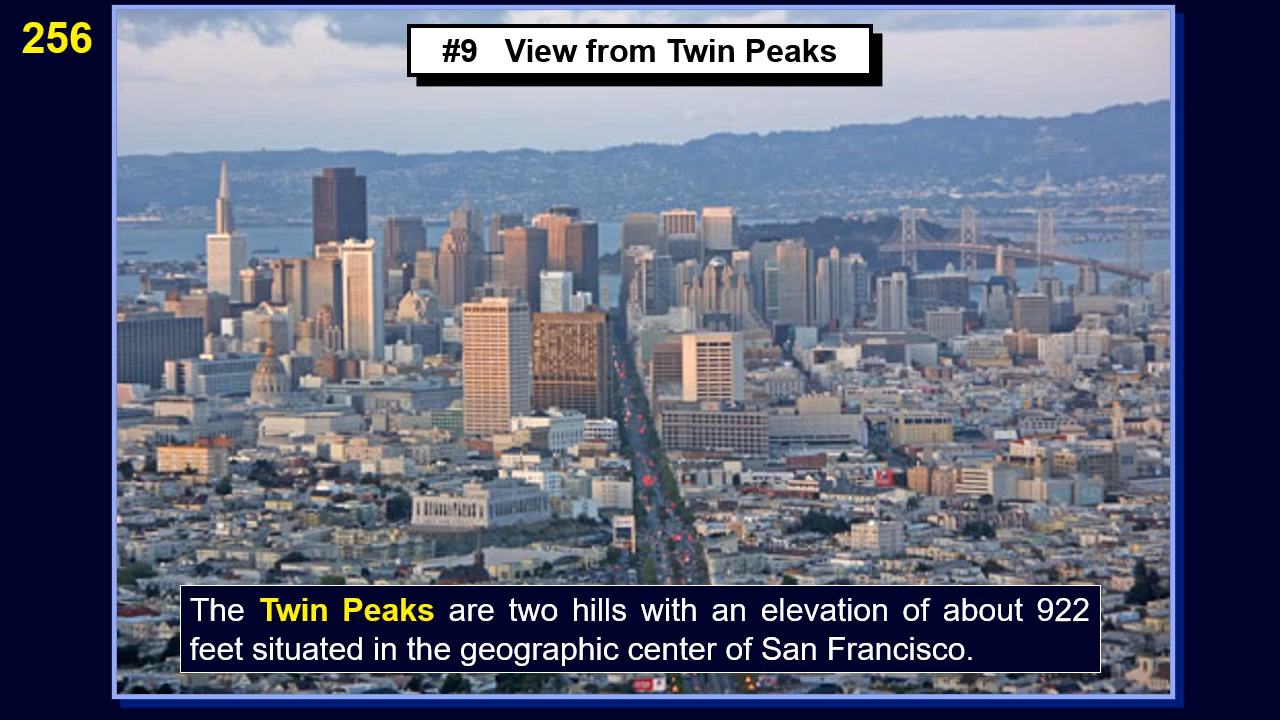 256
#9 View from Twin Peaks
The Twin Peaks are two hills with an elevation of about 922
feet situated in the geographic center of San Francisco.